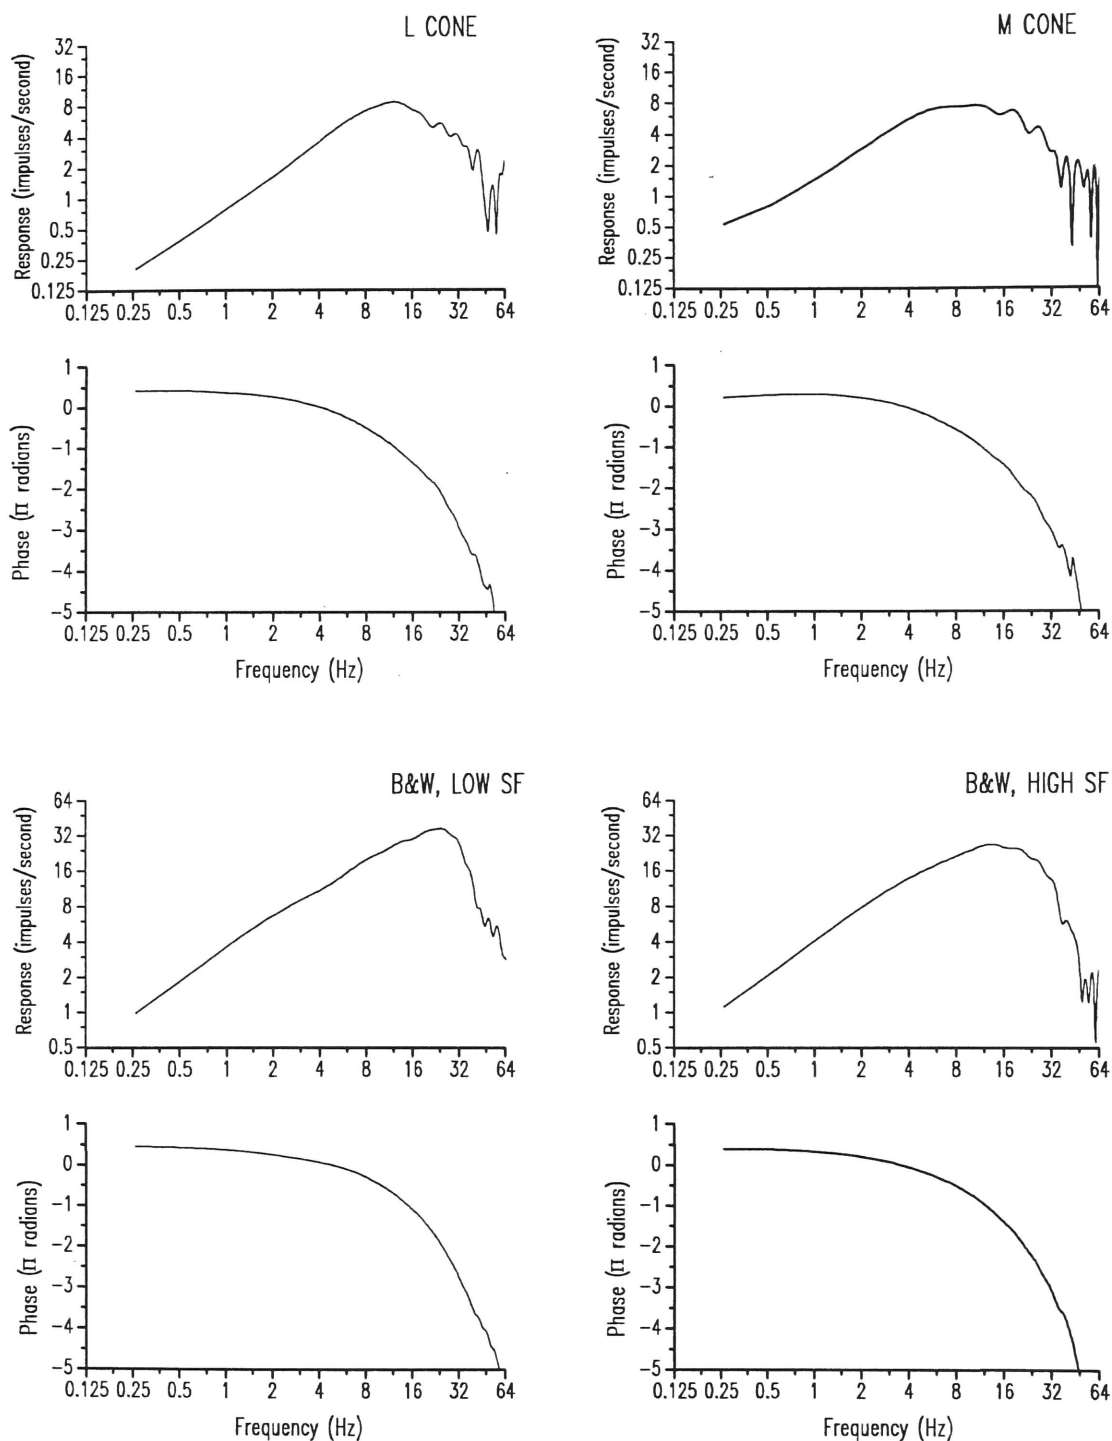 L CONE
Response (impulses/second)
32
16
8
4
2
1
0.5
0.25
0.125
0.125 0.25 0.5 1 2 4 8 16 32 64
Phase (π radians)
1
0
−1
−2
−3
−4
−5
0.125 0.25 0.5 1 2 4 8 16 32 64
Frequency (Hz)
M CONE
Response (impulses/second)
32
16
8
4
2
1
0.5
0.25
0.125
0.125 0.25 0.5 1 2 4 8 16 32 64
Phase (π radians)
1
0
−1
−2
−3
−4
−5
0.125 0.25 0.5 1 2 4 8 16 32 64
Frequency (Hz)
B&W, LOW SF
Response (impulses/second)
64
32
16
8
4
2
1
0.5
0.125 0.25 0.5 1 2 4 8 16 32 64
Phase (π radians)
1
0
−1
−2
−3
−4
−5
0.125 0.25 0.5 1 2 4 8 16 32 64
Frequency (Hz)
B&W, HIGH SF
Response (impulses/second)
64
32
16
8
4
2
1
0.5
0.125 0.25 0.5 1 2 4 8 16 32 64
Phase (π radians)
1
0
−1
−2
−3
−4
−5
0.125 0.25 0.5 1 2 4 8 16 32 64
Frequency (Hz)